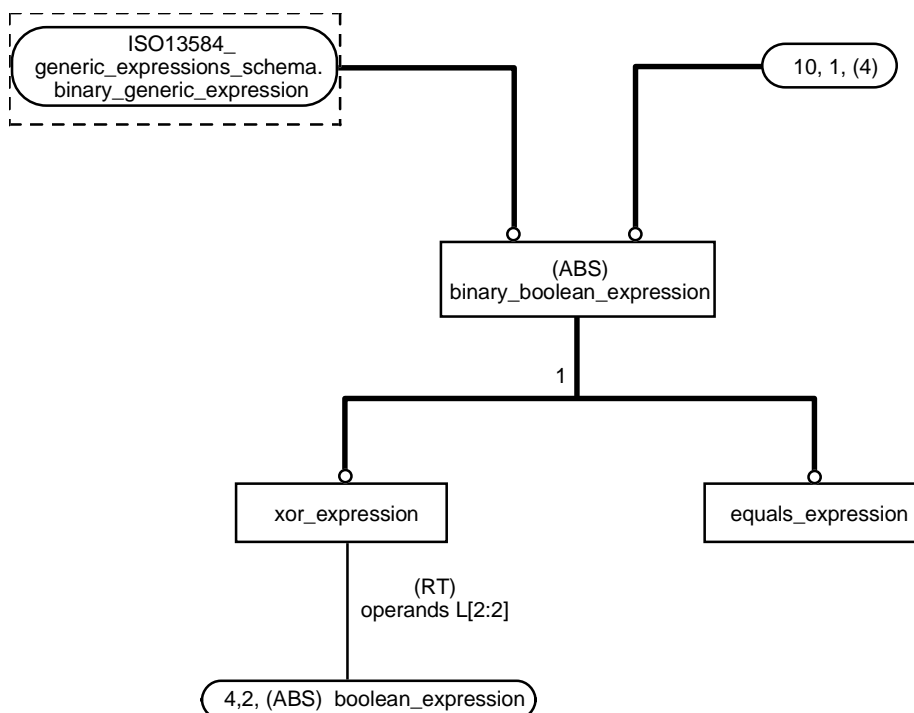 ISO13584_
generic_expressions_schema.
binary_generic_expression
10, 1, (4)
(ABS)
binary_boolean_expression
1
xor_expression
equals_expression
(RT)
operands L[2:2]
4,2, (ABS) boolean_expression